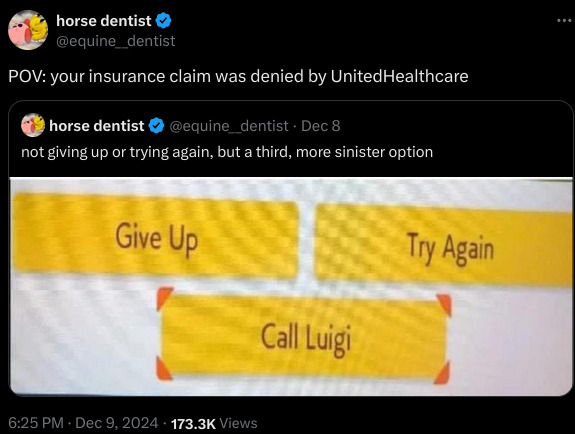 horse dentist
@equine__dentist
POV: your insurance claim was denied by UnitedHealthcare
horse dentist @equine__dentist · Dec 8
not giving up or trying again, but a third, more sinister option
Give Up
Try Again
Call Luigi
6:25 PM · Dec 9, 2024 · 173.3K Views